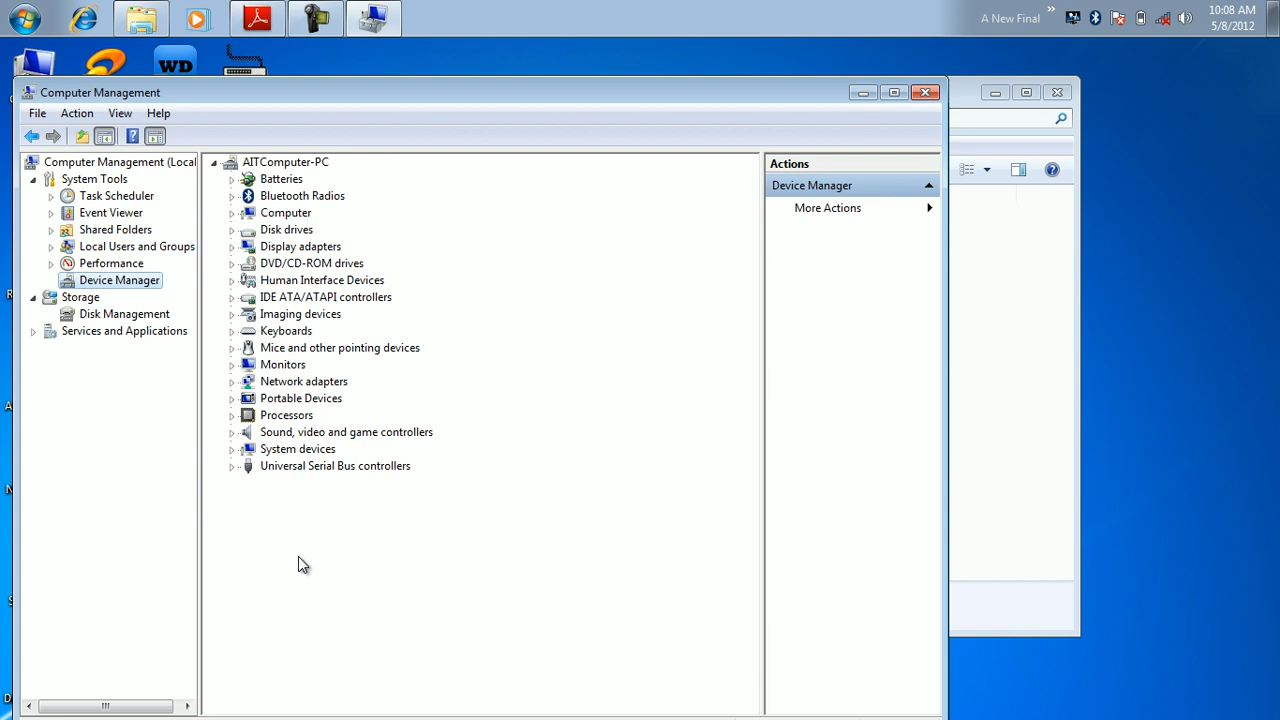 A New Final
10:08 AM
5/8/2012
WD
Computer Management
File Action View Help
Computer Management (Local
System Tools
Task Scheduler
Event Viewer
Shared Folders
Local Users and Groups
Performance
Device Manager
Storage
Disk Management
Services and Applications
AITComputer-PC
Batteries
Bluetooth Radios
Computer
Disk drives
Display adapters
DVD/CD-ROM drives
Human Interface Devices
IDE ATA/ATAPI controllers
Imaging devices
Keyboards
Mice and other pointing devices
Monitors
Network adapters
Portable Devices
Processors
Sound, video and game controllers
System devices
Universal Serial Bus controllers
Actions
Device Manager
More Actions